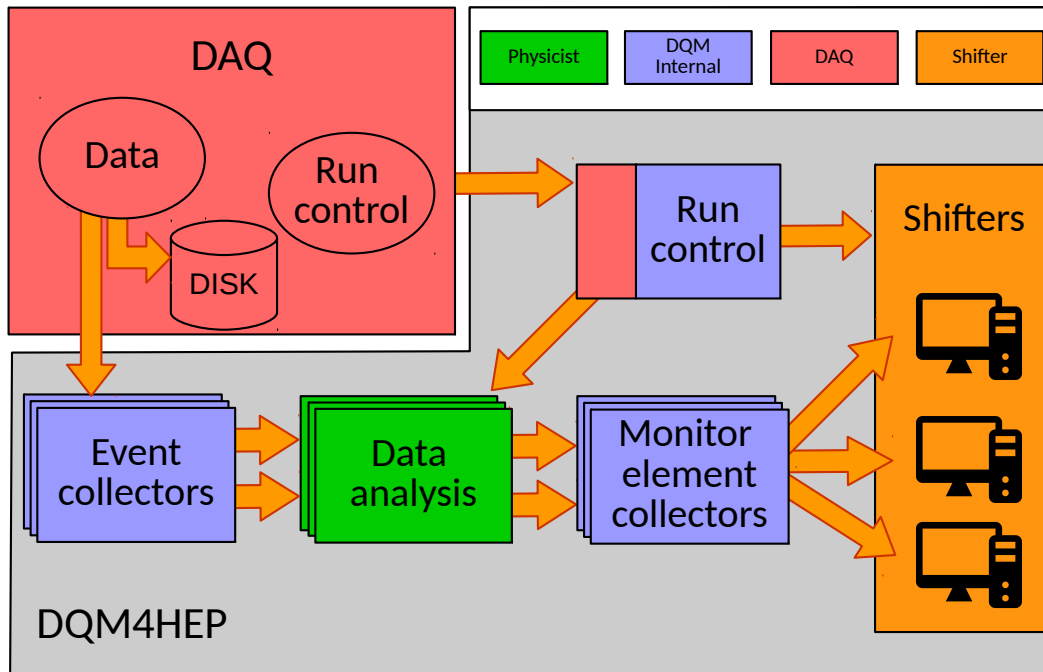 DAQ
Physicist
DQM
Internal
DAQ
Shifter
Data
Run
control
DISK
Run
control
Shifters
Event
collectors
Data
analysis
Monitor
element
collectors
DQM4HEP